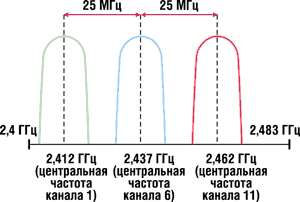 25 МГц 25 МГц
2,4 ГГц 2,483 ГГц
2,412 ГГц 2,437 ГГц 2,462 ГГц
(центральная (центральная (центральная
частота частота частота
канала 1) канала 6) канала 11)